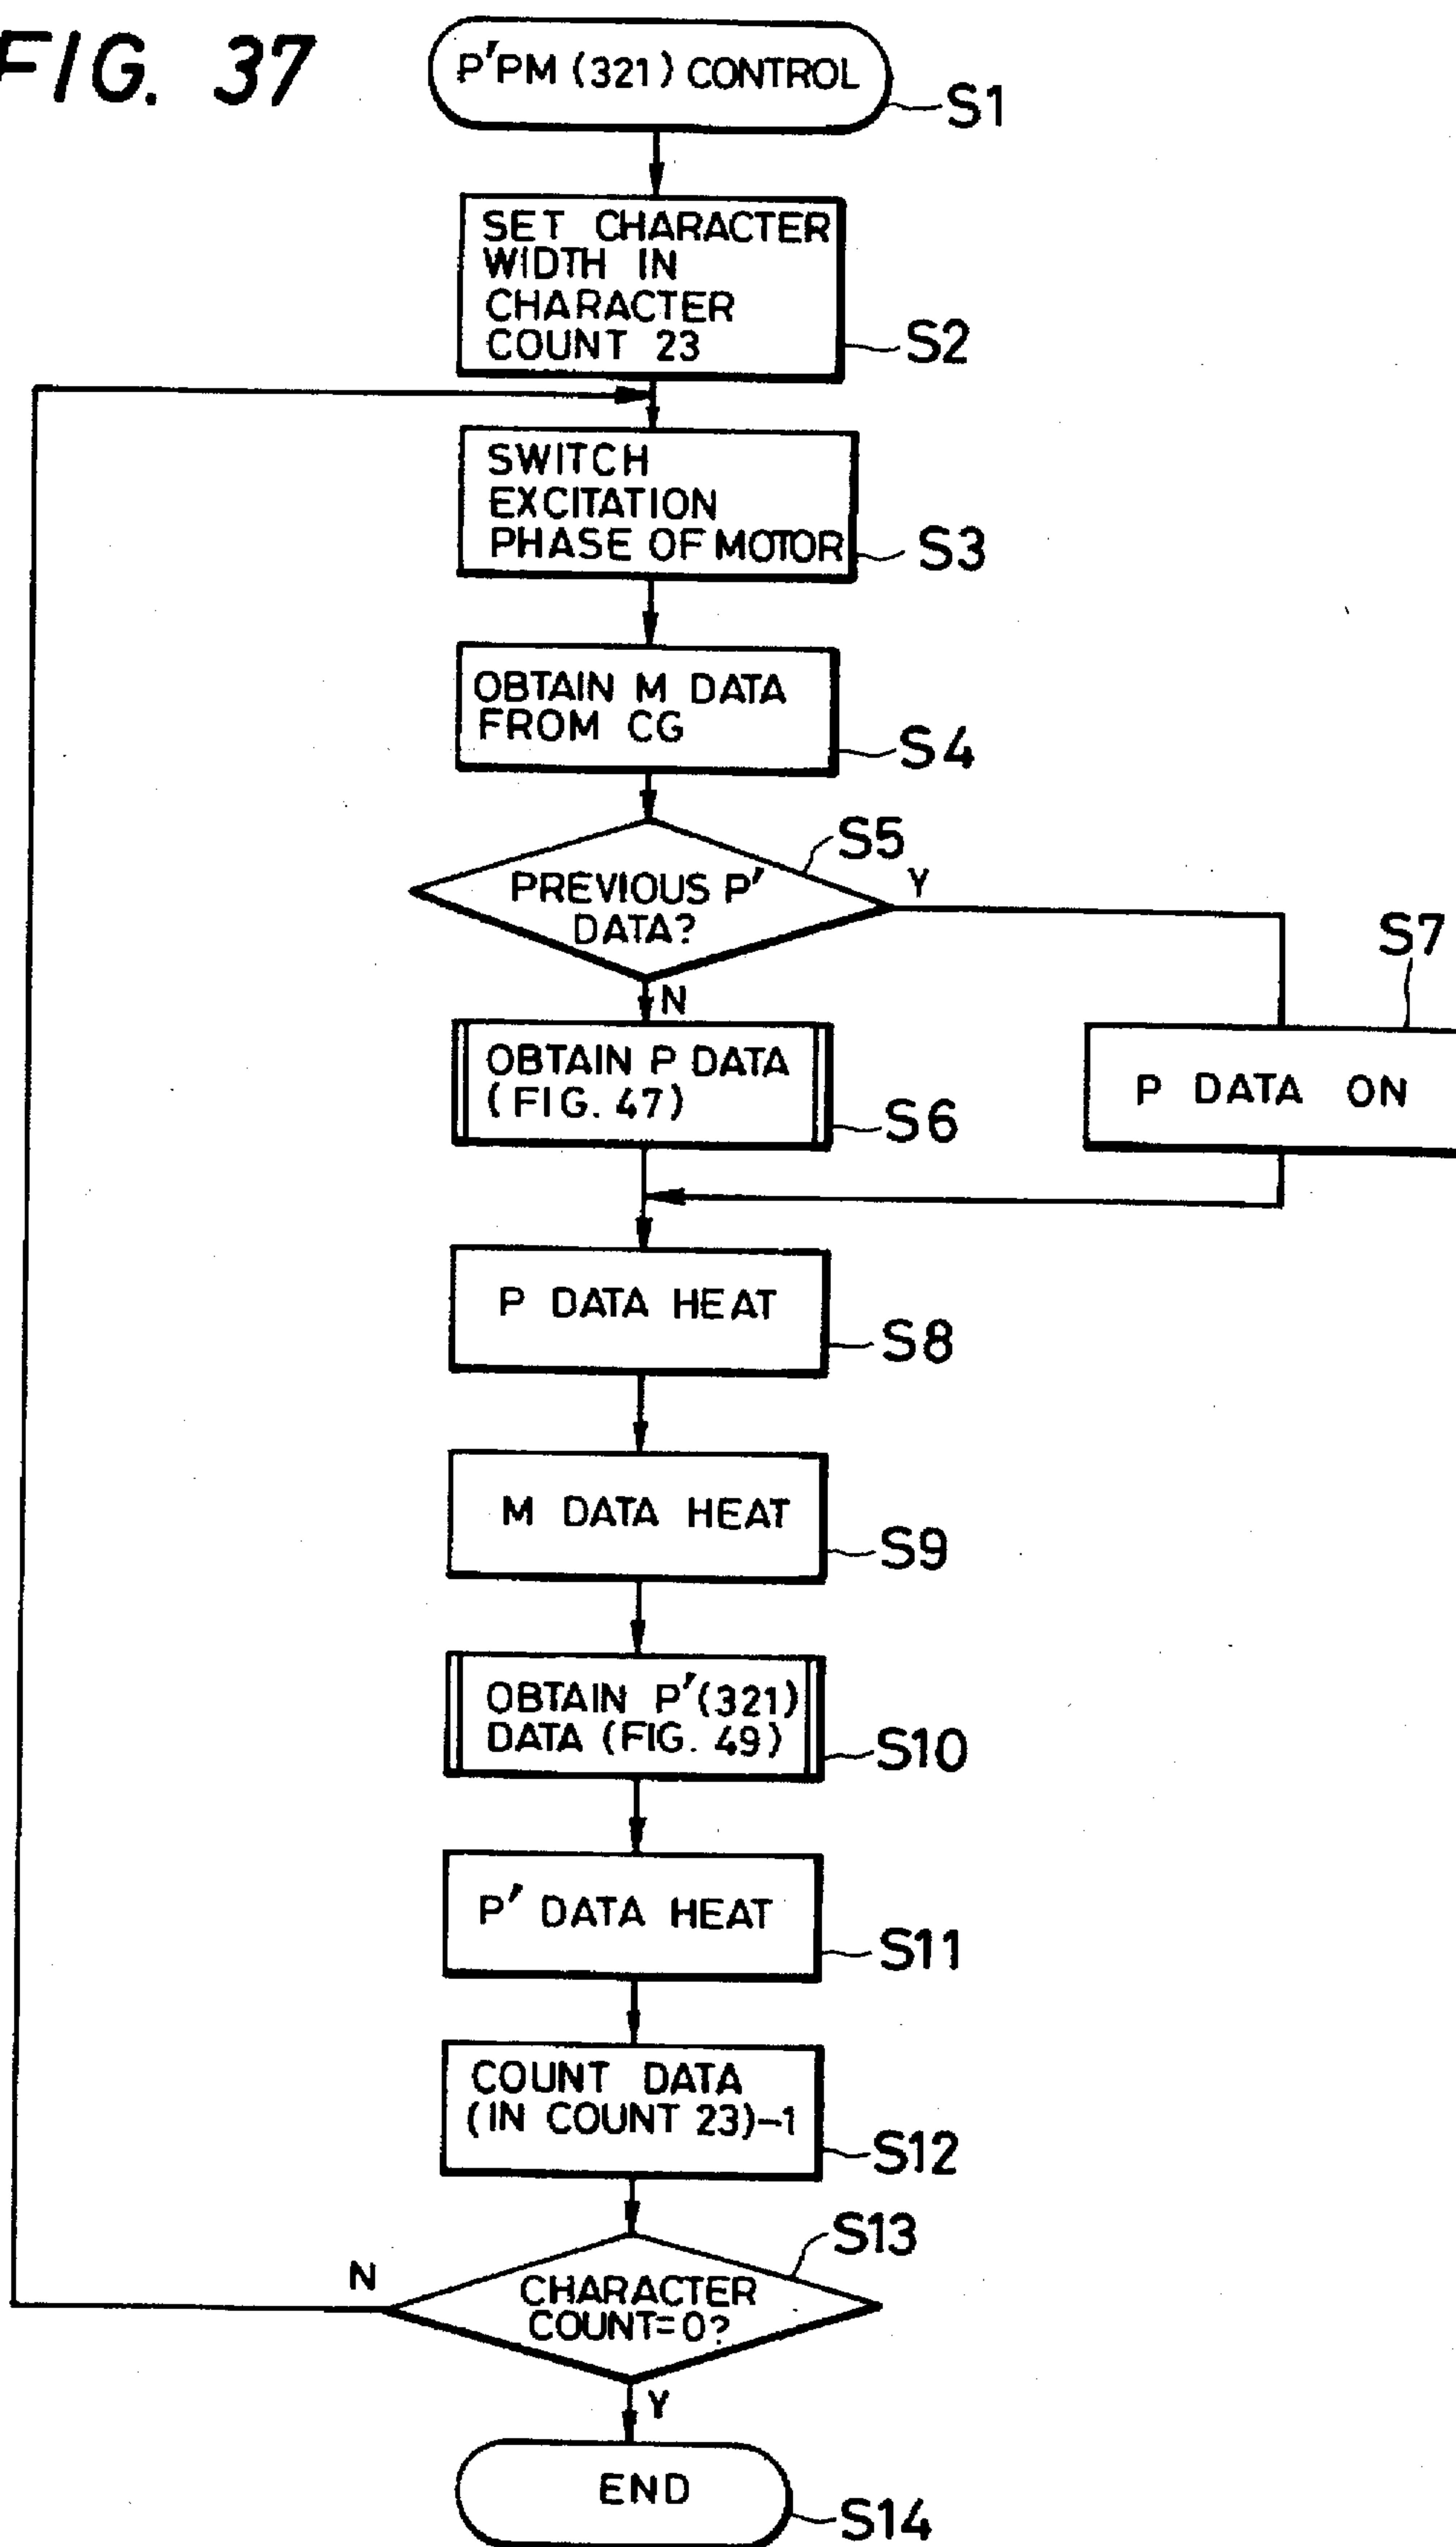 FIG. 37
P'PM (321) CONTROL
S1
SET CHARACTER
WIDTH IN
CHARACTER
COUNT 23
S2
SWITCH
EXCITATION
PHASE OF MOTOR
S3
OBTAIN M DATA
FROM CG
S4
S5
PREVIOUS P'
DATA?
Y
N
S7
OBTAIN P DATA
(FIG. 47)
S6
P DATA ON
P DATA HEAT
S8
M DATA HEAT
S9
OBTAIN P'(321)
DATA (FIG. 49)
S10
P' DATA HEAT
S11
COUNT DATA
(IN COUNT 23)-1
S12
S13
N
CHARACTER
COUNT=0?
Y
END
S14